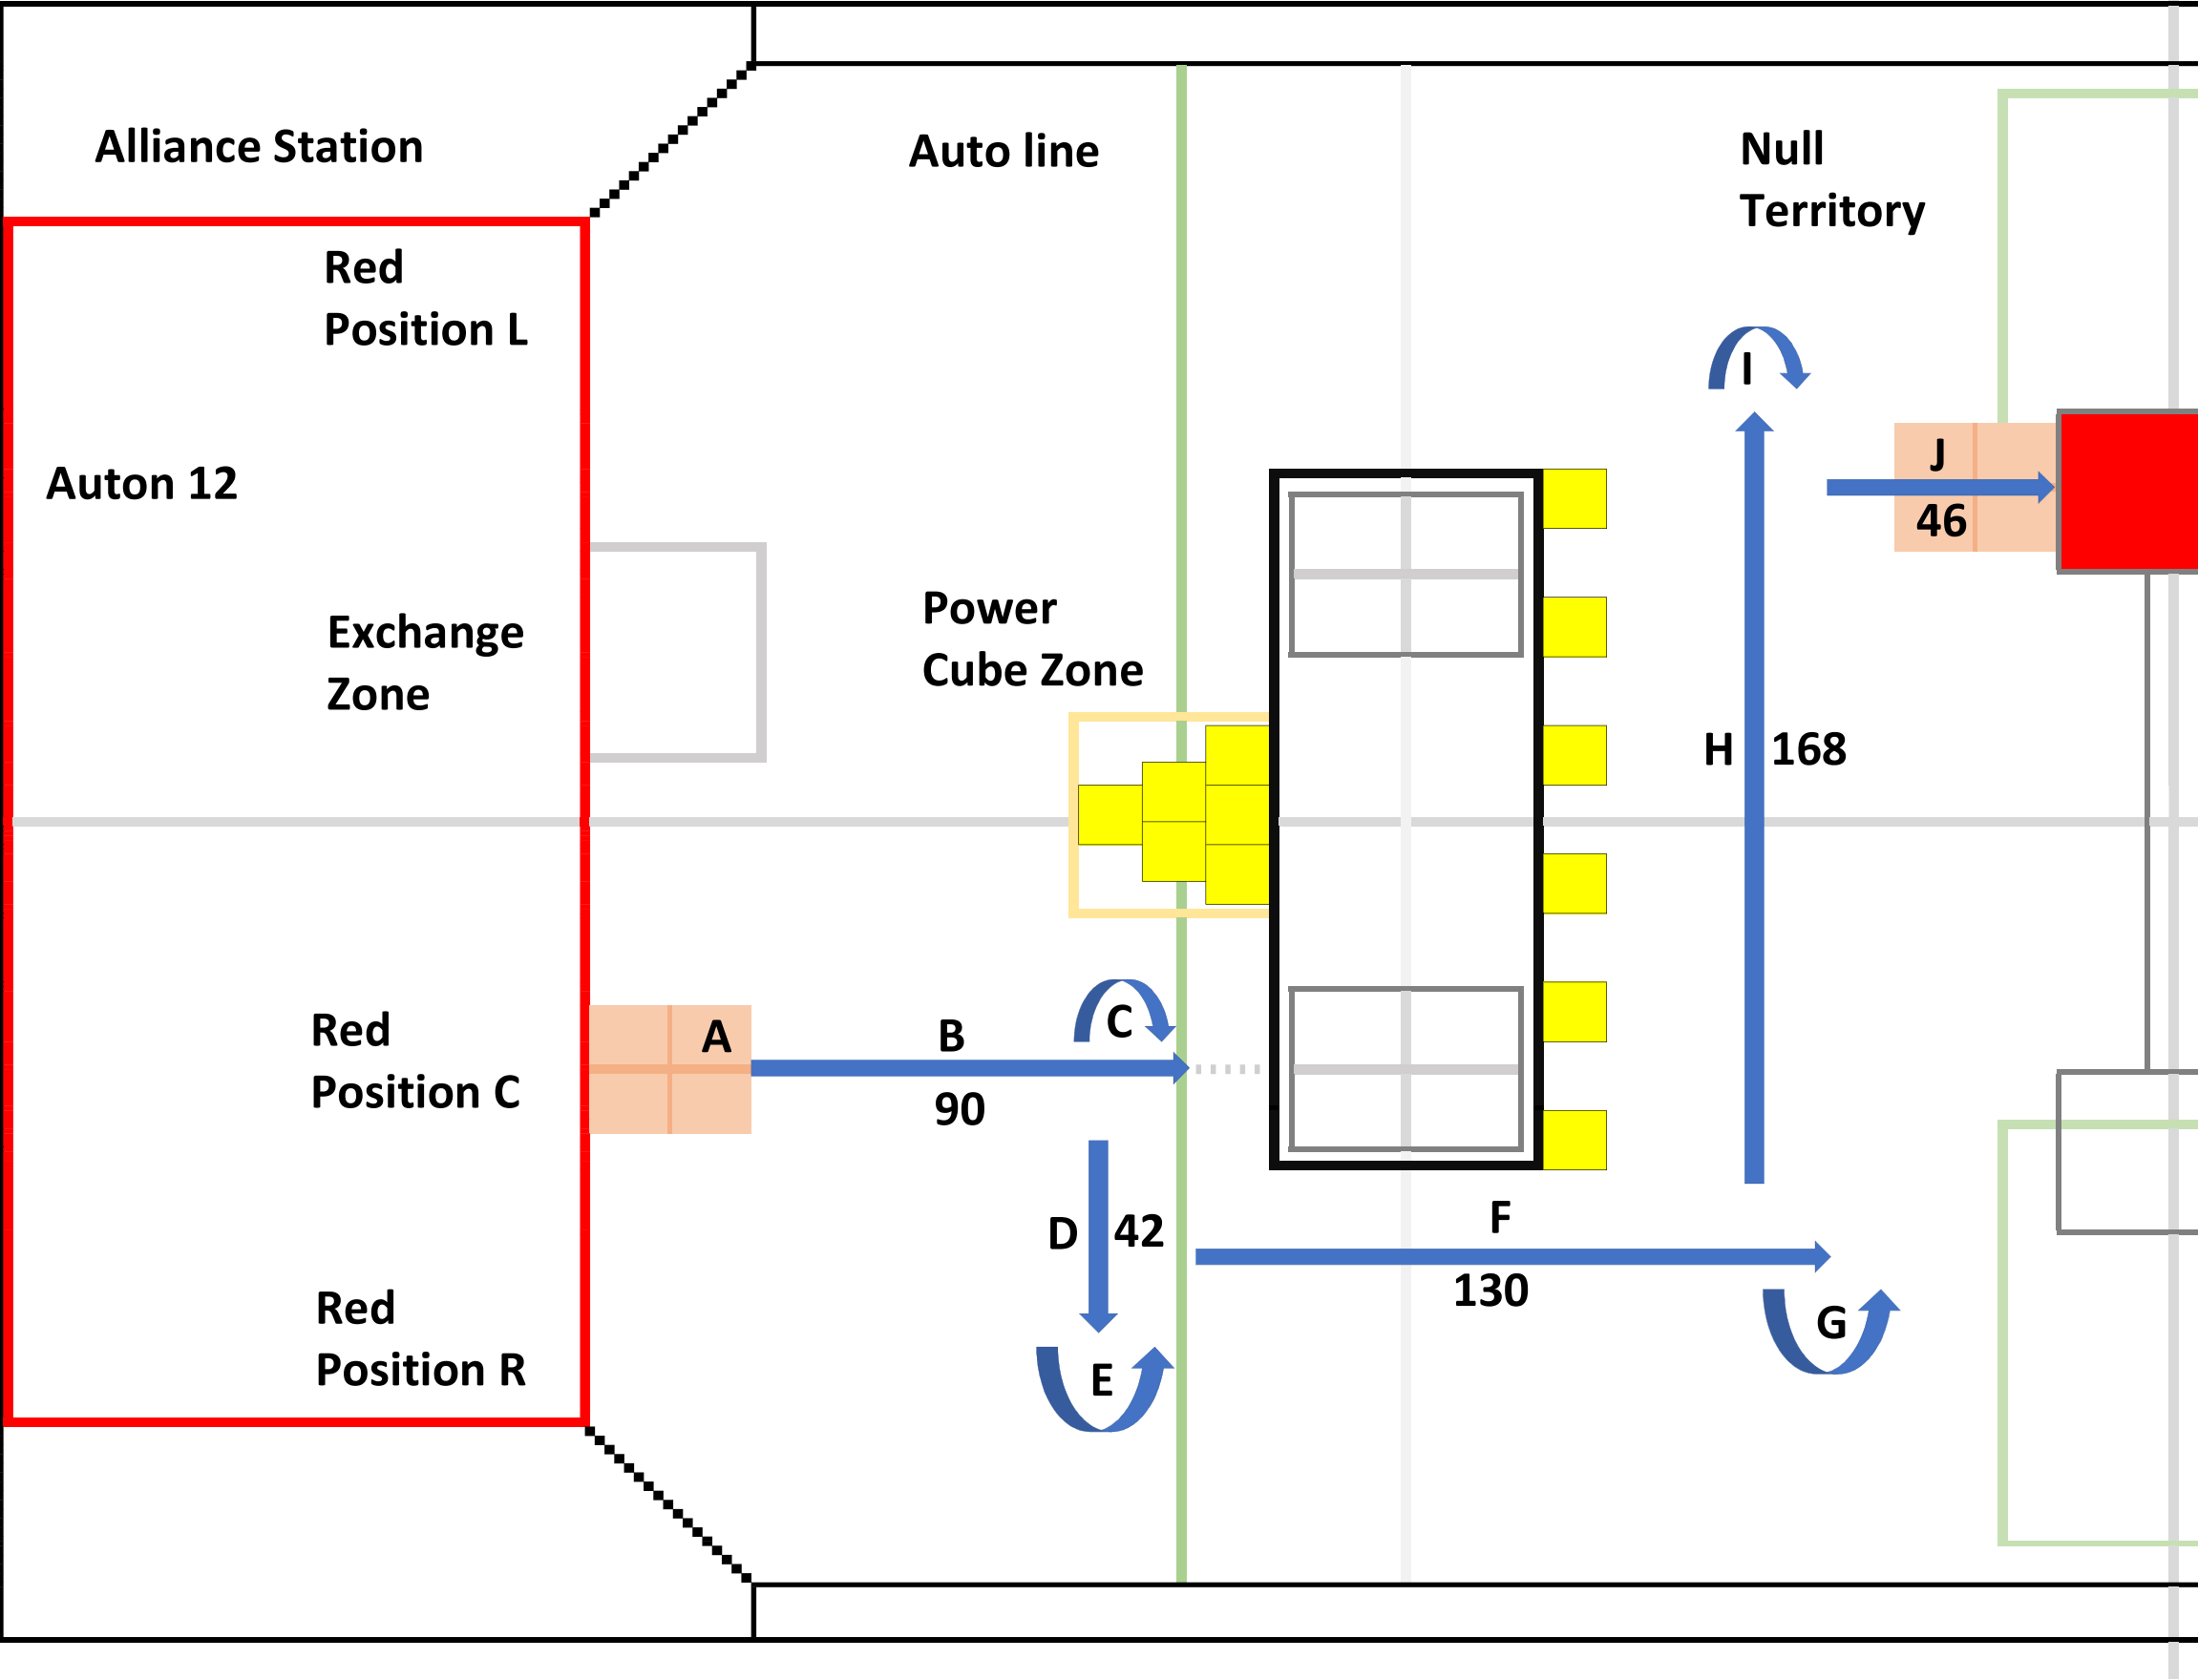 Alliance Station
Auto line
Null
Territory
Red
Position L
I
Auton 12
J
46
Power
Cube Zone
Exchange
Zone
H
168
Red
Position C
A
B
90
C
D
42
F
130
Red
Position R
E
G